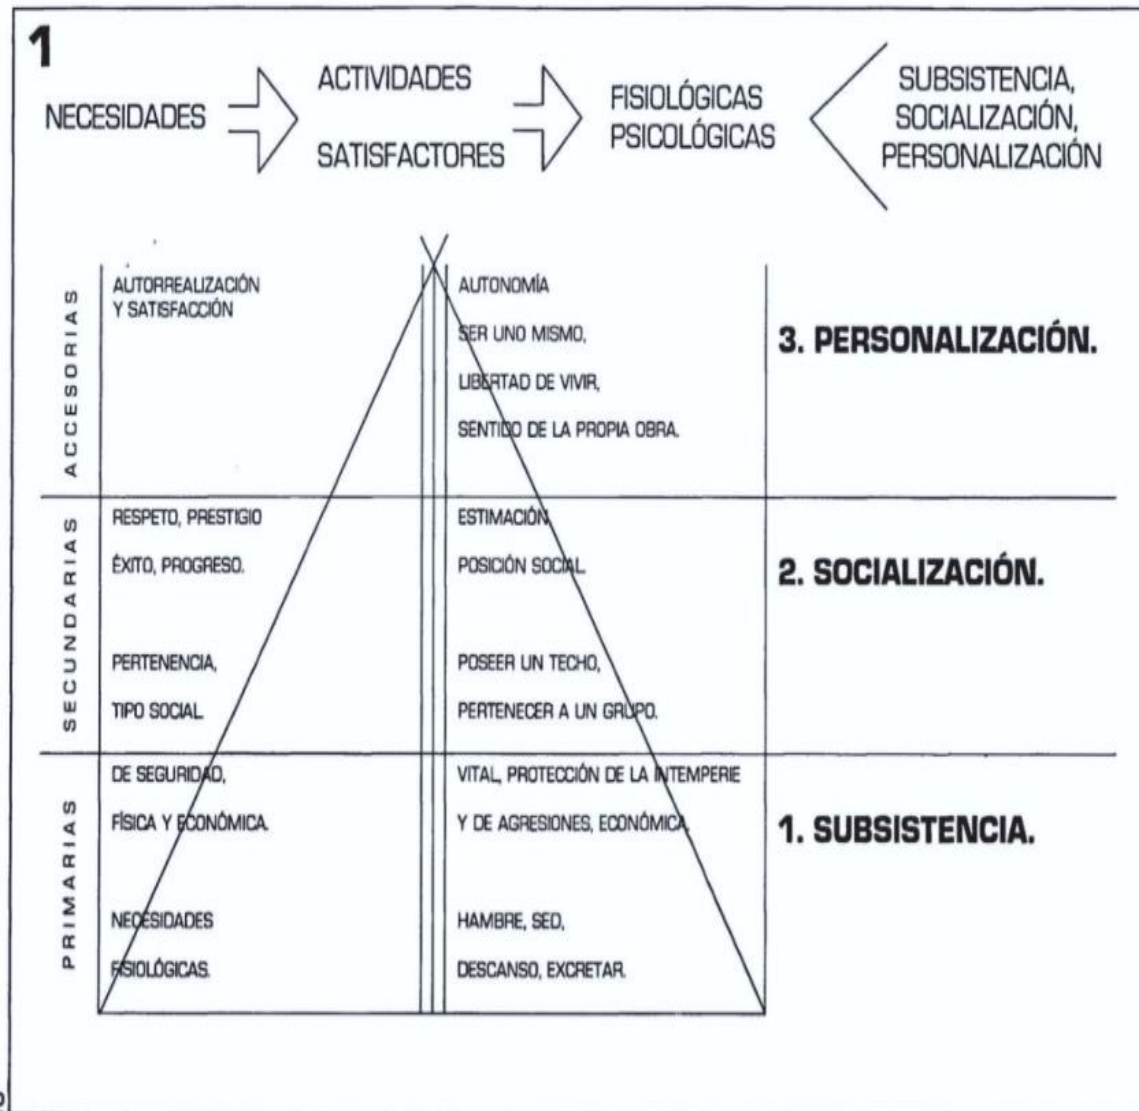 1
NECESIDADES
ACTIVIDADES
SATISFACTORES
FISIOLÓGICAS
PSICOLÓGICAS
SUBSISTENCIA,
SOCIALIZACIÓN,
PERSONALIZACIÓN
ACCESORIAS
AUTORREALIZACIÓN
Y SATISFACCIÓN
AUTONOMÍA
SER UNO MISMO,
LIBERTAD DE VIVIR,
SENTIDO DE LA PROPIA OBRA.
3. PERSONALIZACIÓN.
SECUNDARIAS
RESPETO, PRESTIGIO
ÉXITO, PROGRESO.
PERTENENCIA,
TIPO SOCIAL
ESTIMACIÓN,
POSICIÓN SOCIAL
POSEER UN TECHO,
PERTENECER A UN GRUPO.
2. SOCIALIZACIÓN.
PRIMARIAS
DE SEGURIDAD,
FÍSICA Y ECONÓMICA.
NECESIDADES
FISIOLÓGICAS.
VITAL, PROTECCIÓN DE LA INTEMPERIE
Y DE AGRESIONES, ECONÓMICA.
HAMBRE, SED,
DESCANSO, EXCRETAR.
1. SUBSISTENCIA.